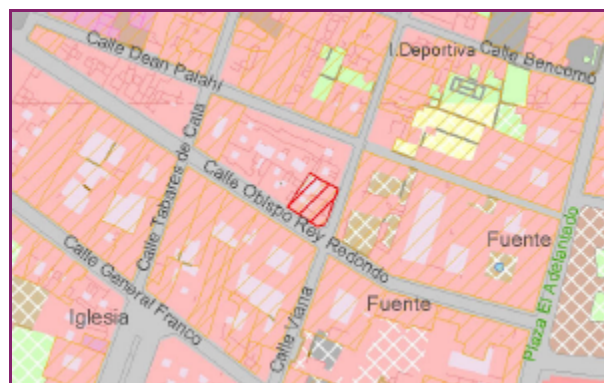 Calle Dean Palahi
I.Deportiva
Calle Bencomo
Calle Tabares de Cala
Calle Obispo Rey Redondo
Calle General Franco
Iglesia
Calle Viana
Fuente
Fuente
Plaza El Adelantado